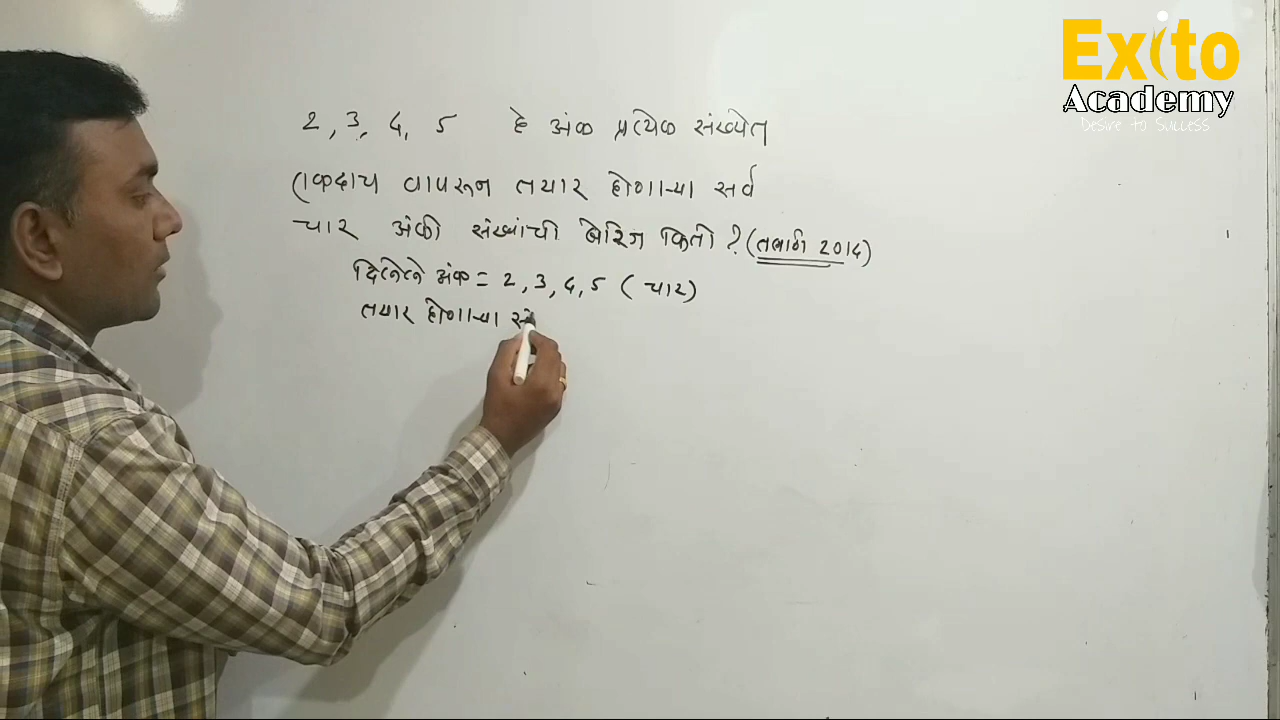 Exito
Academy
Desire to Success
2, 3, 4, 5 हे अंक प्रत्येक संख्येत
एकदाच वापरून तयार होणाऱ्या सर्व
चार अंकी संख्यांची बेरिज किती? (तलाठी 2014)
दिलेले अंक = 2, 3, 4, 5 (चार)
तयार होणाऱ्या